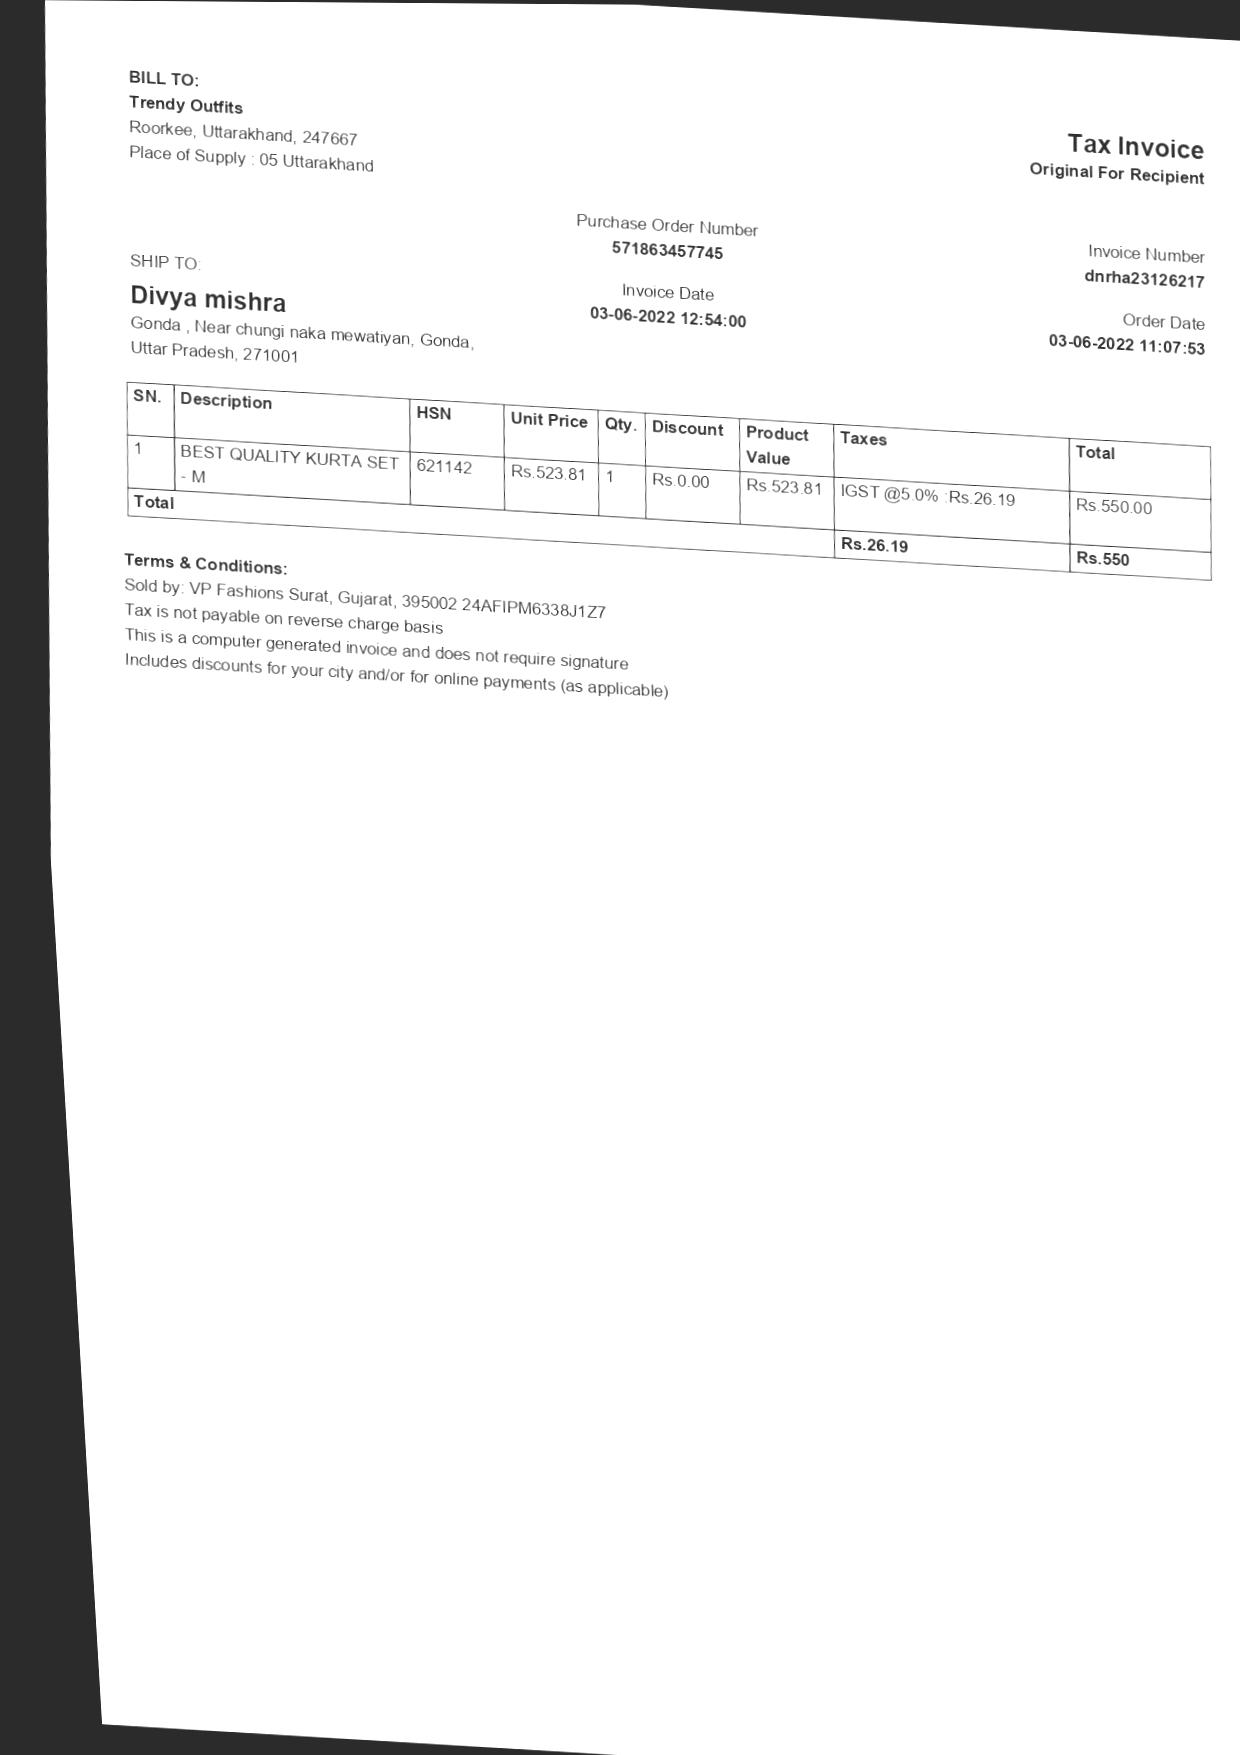 BILL TO:
Trendy Outfits
Roorkee, Uttarakhand, 247667
Place of Supply : 05 Uttarakhand
Tax Invoice
Original For Recipient
Purchase Order Number
571863457745
Invoice Number
dnrha23126217
SHIP TO:
Divya mishra
Gonda , Near chungi naka mewatiyan, Gonda,
Uttar Pradesh, 271001
Invoice Date
03-06-2022 12:54:00
Order Date
03-06-2022 11:07:53
SN. Description HSN Unit Price Qty. Discount Product Value Taxes Total
1 BEST QUALITY KURTA SET - M 621142 Rs.523.81 1 Rs.0.00 Rs.523.81 IGST @5.0% :Rs.26.19 Rs.550.00
Total Rs.26.19 Rs.550
Terms & Conditions:
Sold by: VP Fashions Surat, Gujarat, 395002 24AFIPM6338J1Z7
Tax is not payable on reverse charge basis
This is a computer generated invoice and does not require signature
Includes discounts for your city and/or for online payments (as applicable)